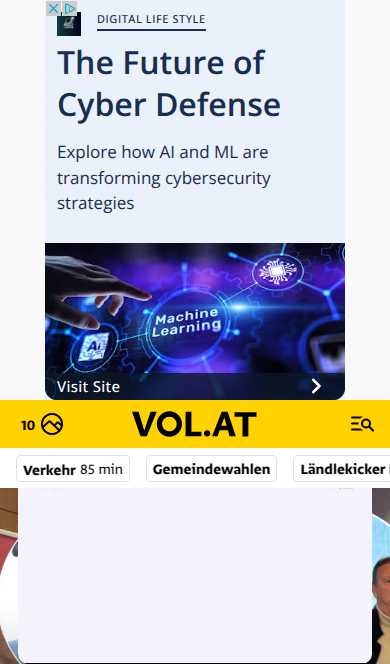 DIGITAL LIFE STYLE
The Future of
Cyber Defense
Explore how AI and ML are
transforming cybersecurity
strategies
Machine
Learning
Ai
Visit Site
10
VOL.AT
Verkehr 85 min
Gemeindewahlen
Ländlekicker